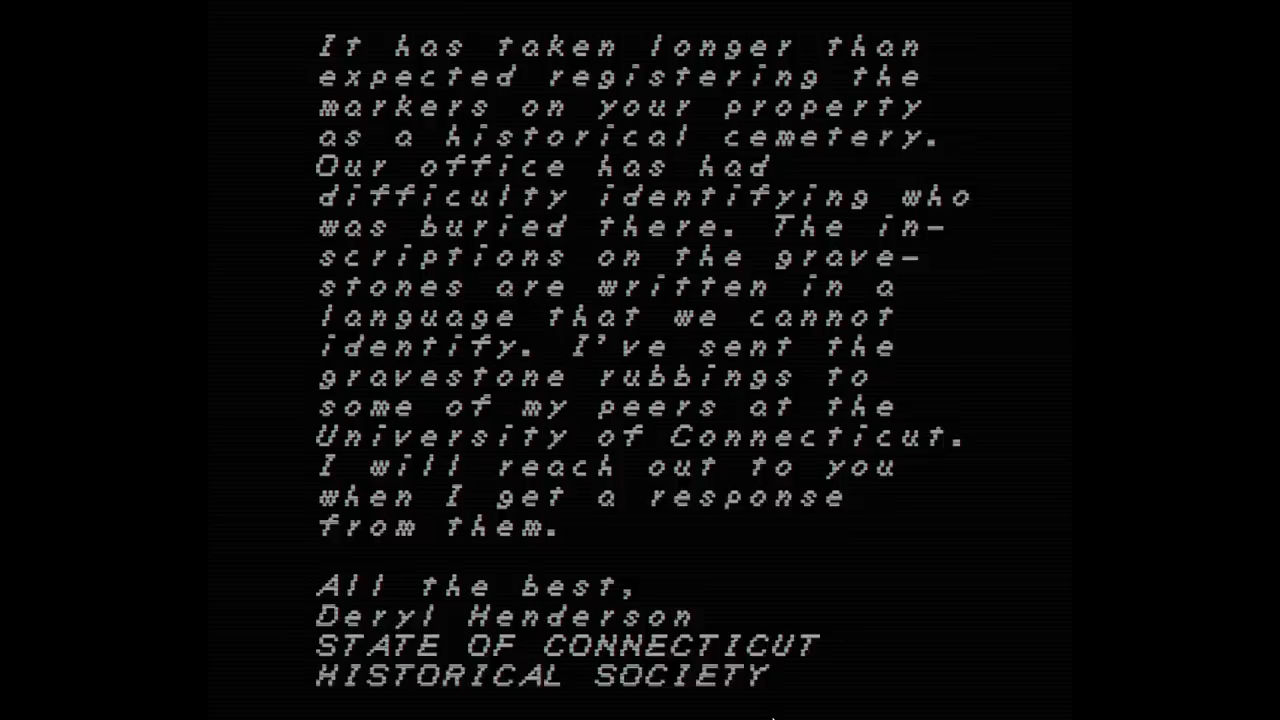 It has taken longer than
expected registering the
markers on your property
as a historical cemetery.
Our office has had
difficulty identifying who
was buried there. The in-
scriptions on the grave-
stones are written in a
language that we cannot
identify. I've sent the
gravestone rubbings to
some of my peers at the
University of Connecticut.
I will reach out to you
when I get a response
from them.

All the best,
Deryl Henderson
STATE OF CONNECTICUT
HISTORICAL SOCIETY